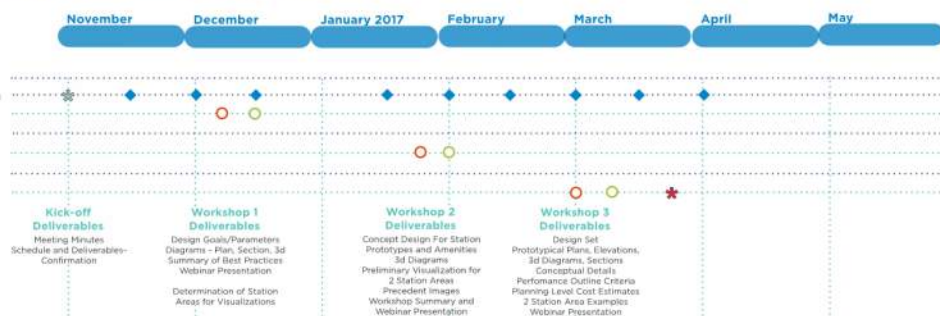 November
December
January 2017
February
March
April
May
Kick-off
Deliverables
Meeting Minutes
Schedule and Deliverables-
Confirmation
Workshop 1
Deliverables
Design Goals/Parameters
Diagrams - Plan, Section, 3d
Summary of Best Practices
Webinar Presentation
Determination of Station
Areas for Visualizations
Workshop 2
Deliverables
Concept Design For Station
Prototypes and Amenities
3d Diagrams
Preliminary Visualization for
2 Station Areas
Precedent Images
Workshop Summary and
Webinar Presentation
Workshop 3
Deliverables
Design Set
Prototypical Plans, Elevations,
3d Diagrams, Sections
Conceptual Details
Perfomance Outline Criteria
Planning Level Cost Estimates
2 Station Area Examples
Webinar Presentation